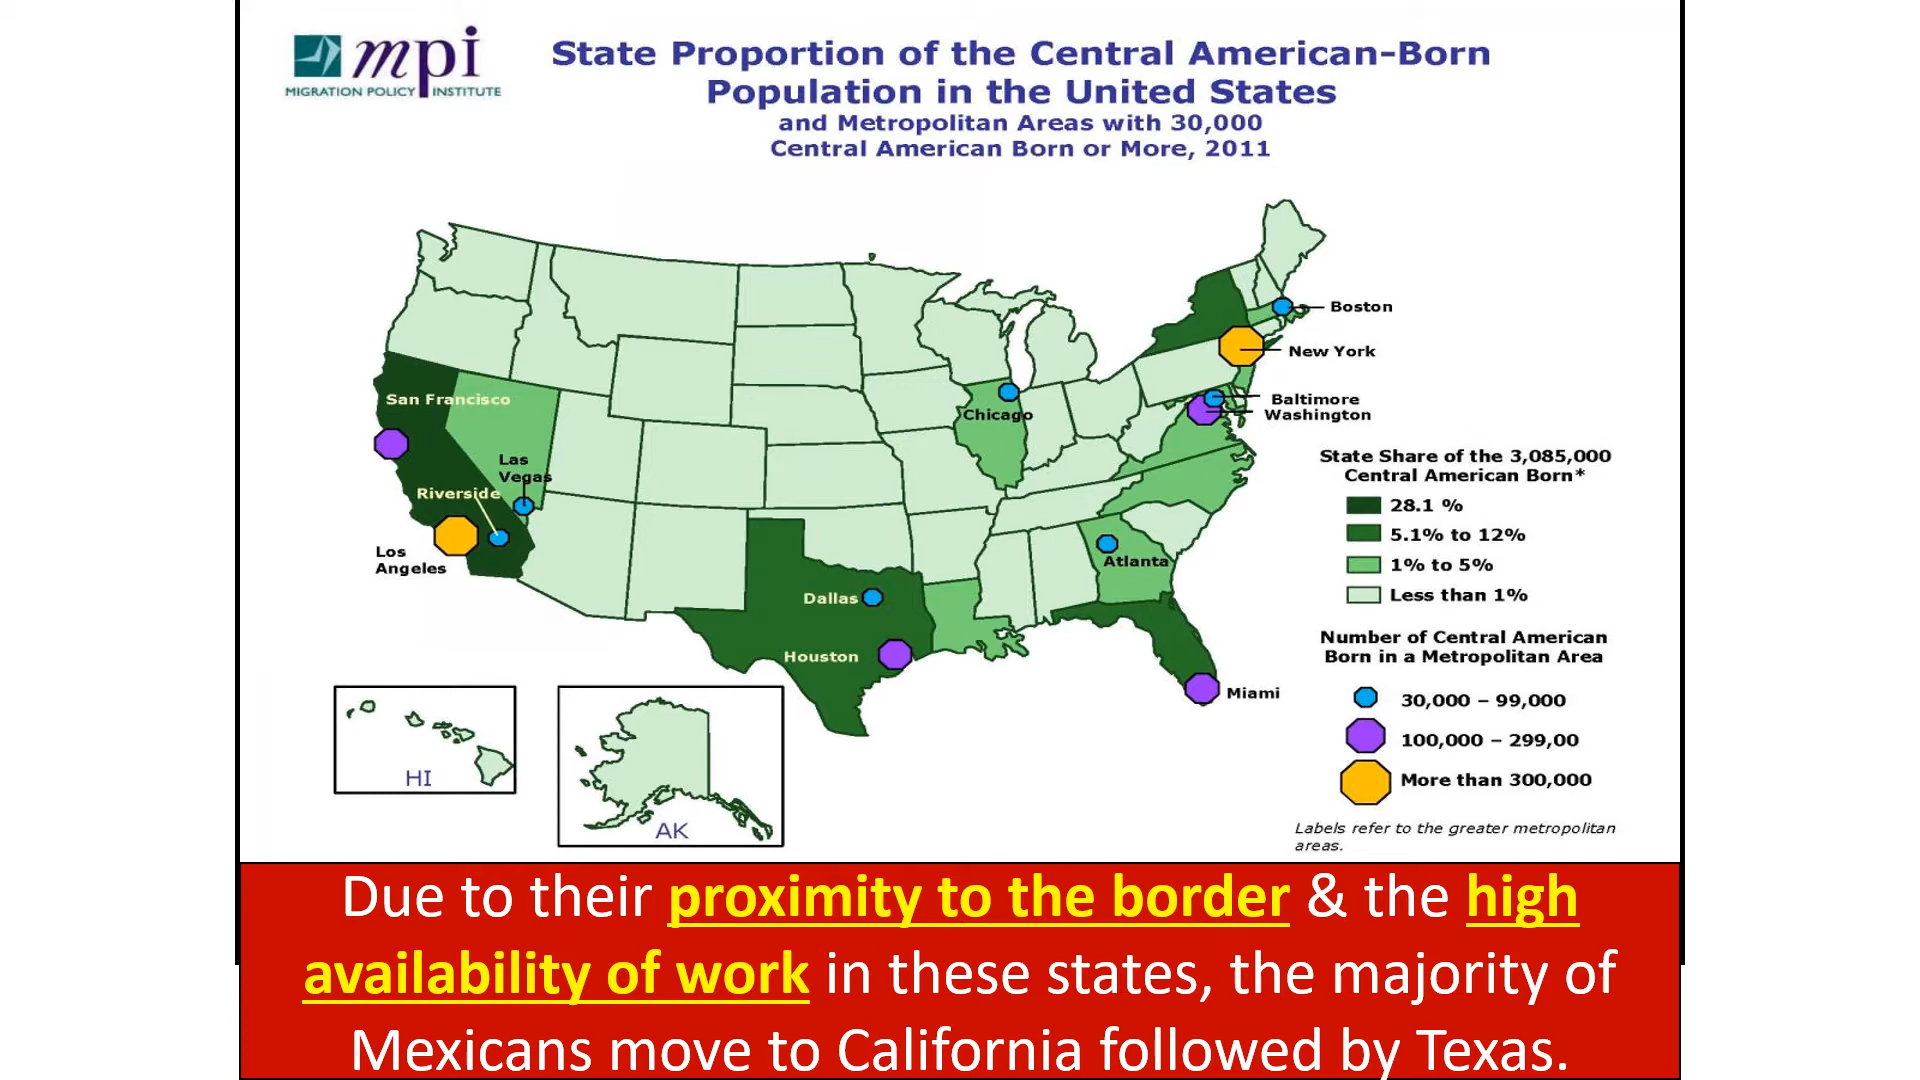 mpi
MIGRATION POLICY INSTITUTE
State Proportion of the Central American-Born
Population in the United States
and Metropolitan Areas with 30,000
Central American Born or More, 2011
Boston
New York
Baltimore
Washington
San Francisco
Chicago
Las
Vegas
Riverside
Los
Angeles
Atlanta
Dallas
Houston
Miami
HI
AK
State Share of the 3,085,000
Central American Born*
28.1 %
5.1% to 12%
1% to 5%
Less than 1%
Number of Central American
Born in a Metropolitan Area
30,000 – 99,000
100,000 – 299,00
More than 300,000
Labels refer to the greater metropolitan
areas.
Due to their proximity to the border & the high
availability of work in these states, the majority of
Mexicans move to California followed by Texas.